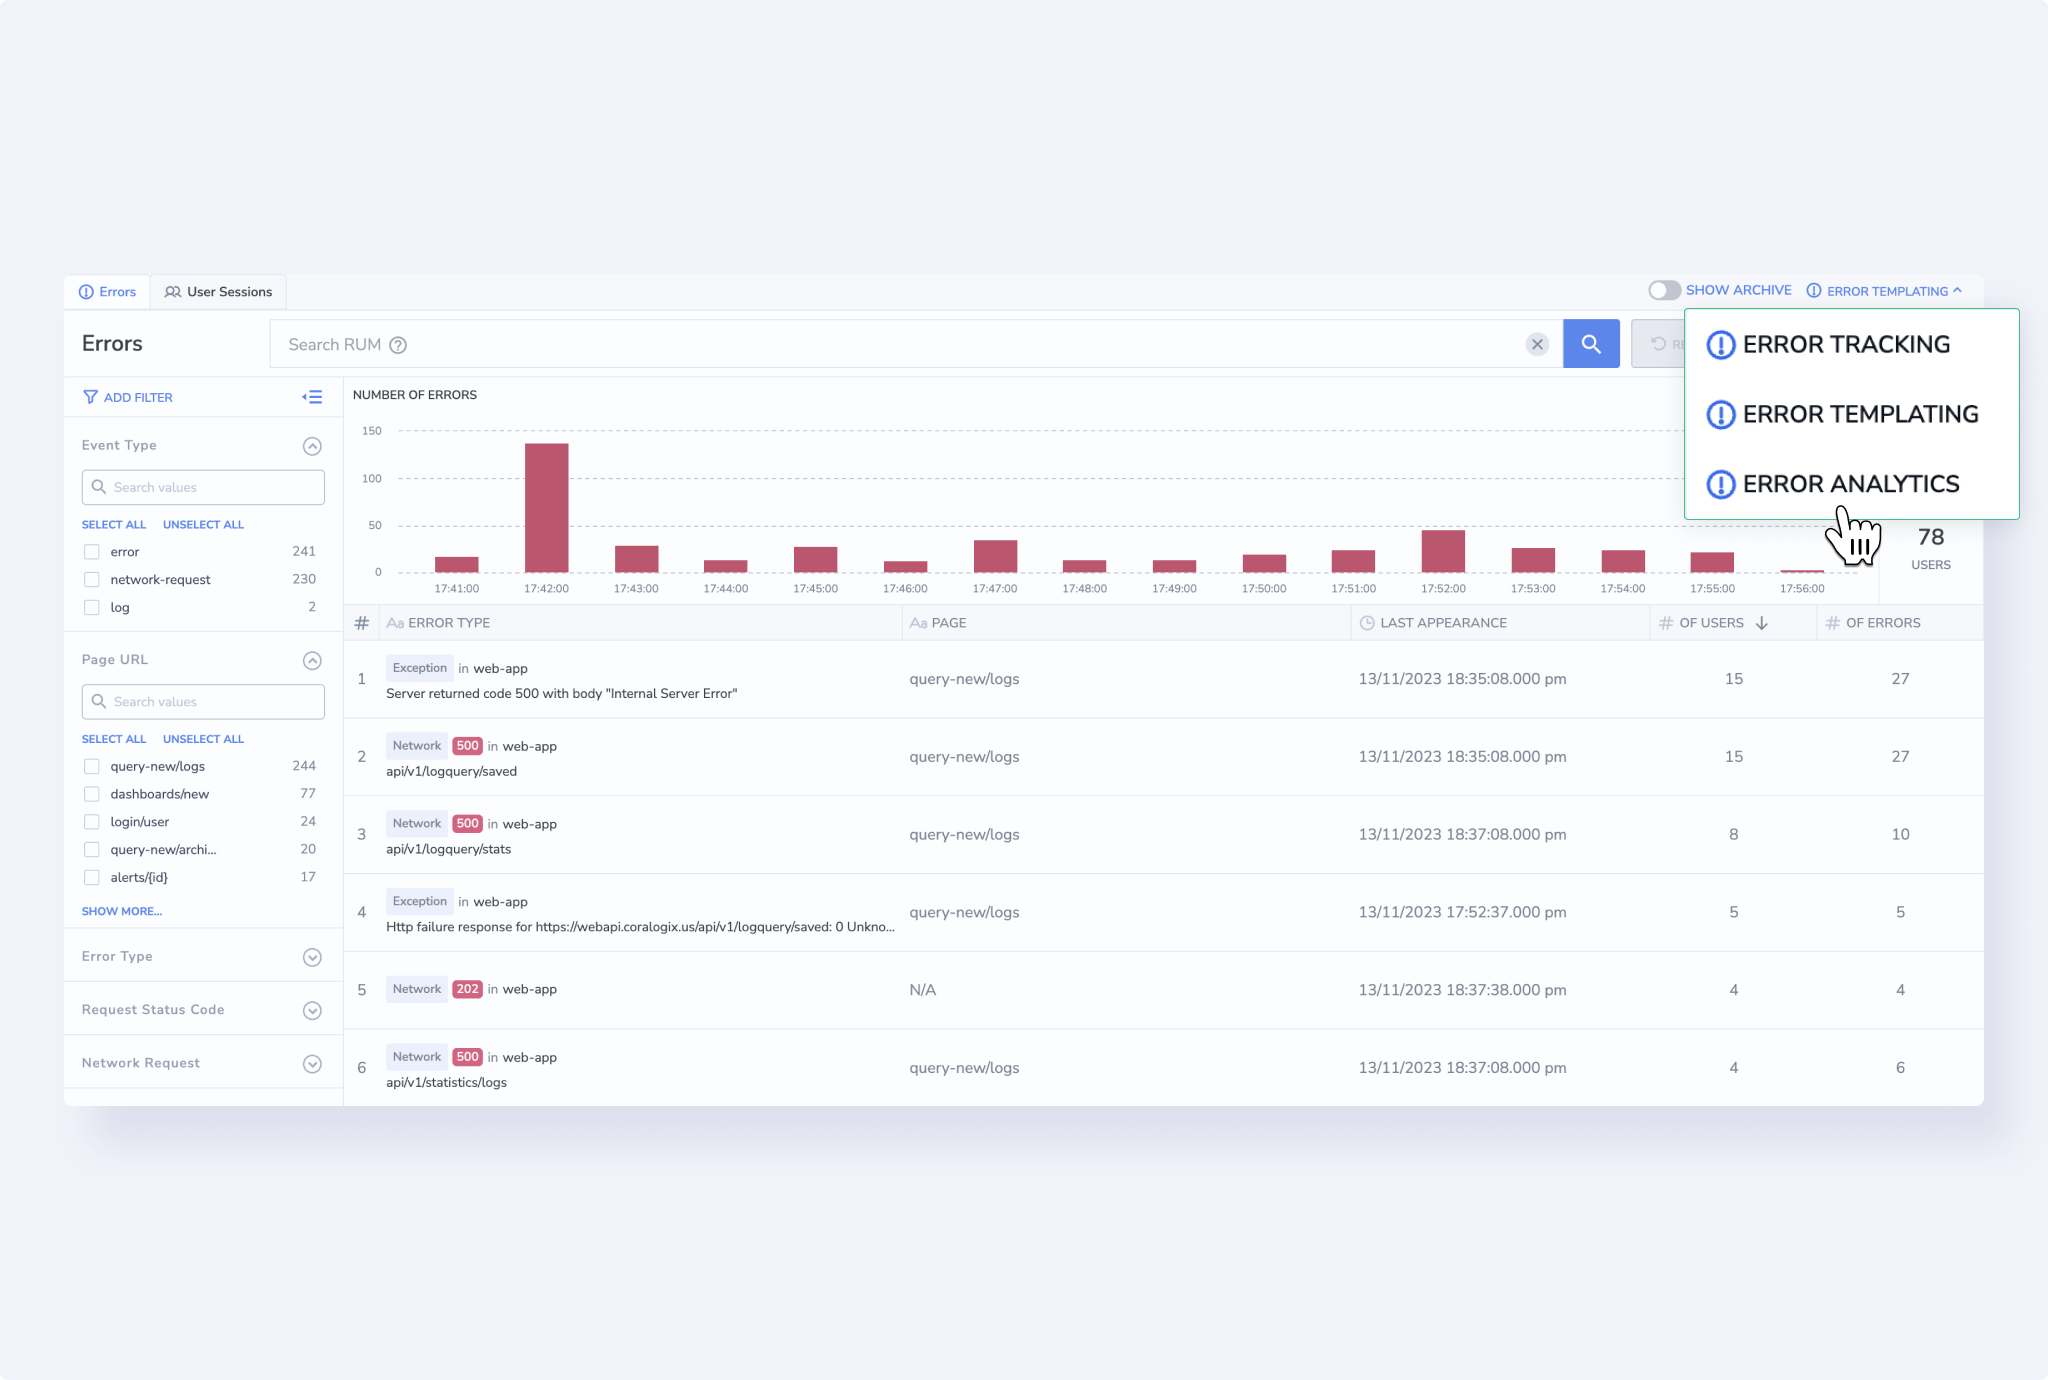 Errors
User Sessions
SHOW ARCHIVE
ERROR TEMPLATING
Errors
Search RUM
ERROR TRACKING
ERROR TEMPLATING
ERROR ANALYTICS
78
USERS
ADD FILTER
Event Type
Search values
SELECT ALL UNSELECT ALL
error 241
network-request 230
log 2
Page URL
Search values
SELECT ALL UNSELECT ALL
query-new/logs 244
dashboards/new 77
login/user 24
query-new/archi... 20
alerts/{id} 17
SHOW MORE...
Error Type
Request Status Code
Network Request
NUMBER OF ERRORS
150
100
50
0
17:41:00 17:42:00 17:43:00 17:44:00 17:45:00 17:46:00 17:47:00 17:48:00 17:49:00 17:50:00 17:51:00 17:52:00 17:53:00 17:54:00 17:55:00 17:56:00
# Aa ERROR TYPE Aa PAGE LAST APPEARANCE # OF USERS # OF ERRORS
1 Exception in web-app
Server returned code 500 with body "Internal Server Error"
query-new/logs 13/11/2023 18:35:08.000 pm 15 27
2 Network 500 in web-app
api/v1/logquery/saved
query-new/logs 13/11/2023 18:35:08.000 pm 15 27
3 Network 500 in web-app
api/v1/logquery/stats
query-new/logs 13/11/2023 18:37:08.000 pm 8 10
4 Exception in web-app
Http failure response for https://webapi.coralogix.us/api/v1/logquery/saved: 0 Unkno...
query-new/logs 13/11/2023 17:52:37.000 pm 5 5
5 Network 202 in web-app
N/A 13/11/2023 18:37:38.000 pm 4 4
6 Network 500 in web-app
api/v1/statistics/logs
query-new/logs 13/11/2023 18:37:08.000 pm 4 6